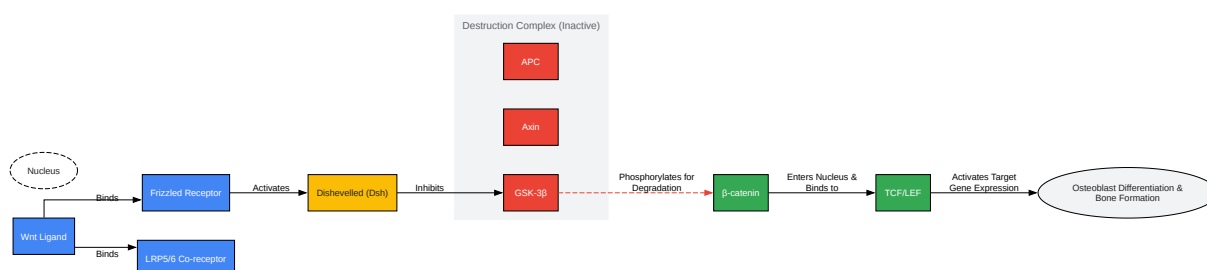 Destruction Complex (Inactive)
APC
Axin
Nucleus
Binds
Frizzled Receptor
Activates
Dishevelled (Dsh)
Inhibits
GSK-3β
Phosphorylates for
Degradation
β-catenin
Enters Nucleus &
Binds to
TCF/LEF
Activates Target
Gene Expression
Osteoblast Differentiation &
Bone Formation
Wnt Ligand
Binds
LRP5/6 Co-receptor